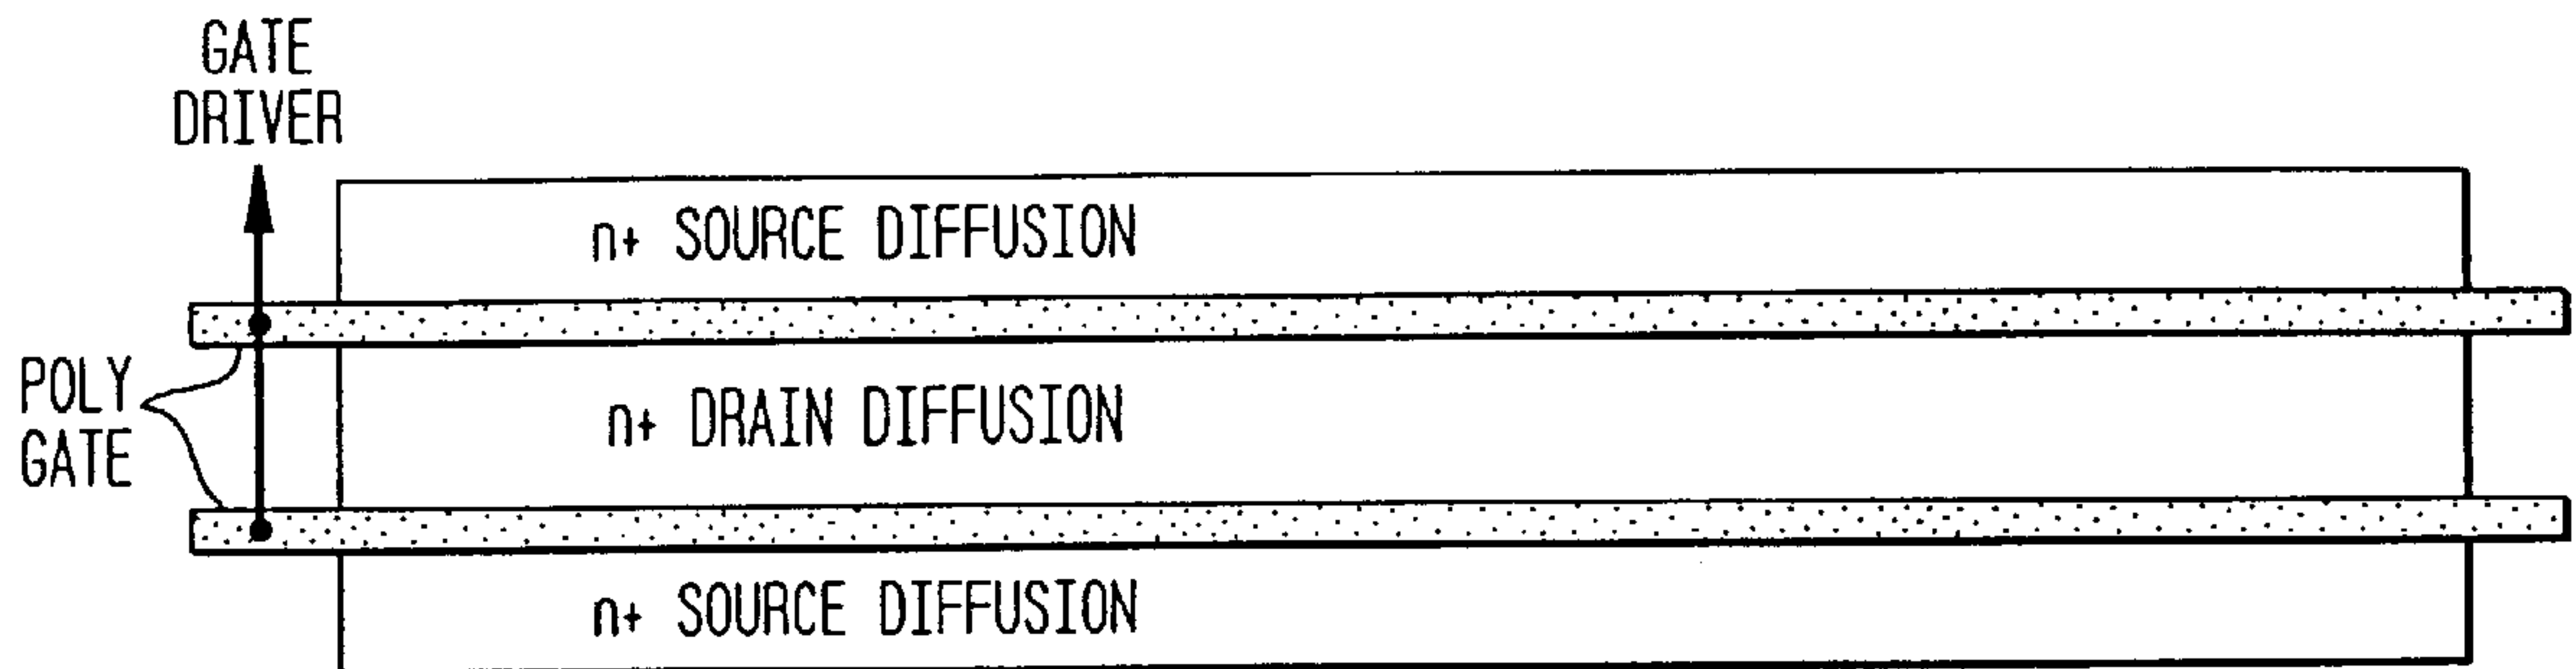 GATE
DRIVER
n+ SOURCE DIFFUSION
POLY
GATE
n+ DRAIN DIFFUSION
n+ SOURCE DIFFUSION